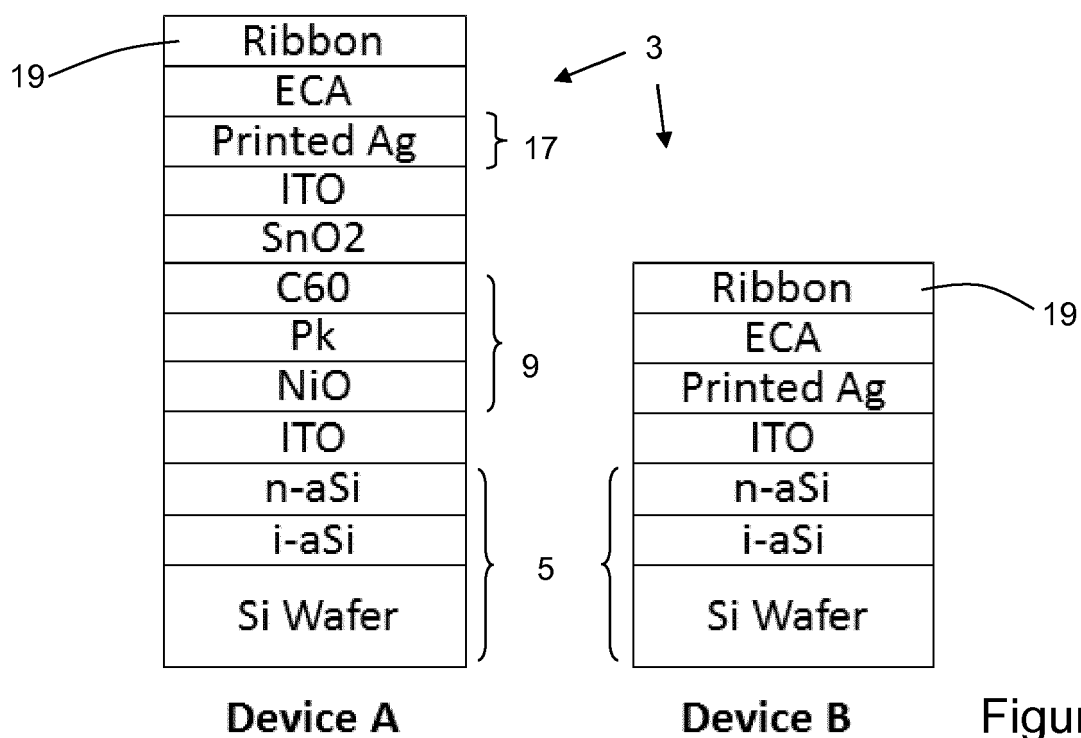 Ribbon
ECA
Printed Ag
ITO
SnO2
C60
Pk
NiO
ITO
n-aSi
i-aSi
Si Wafer
Device A
19
17
9
5
3
Ribbon
ECA
Printed Ag
ITO
n-aSi
i-aSi
Si Wafer
Device B
19